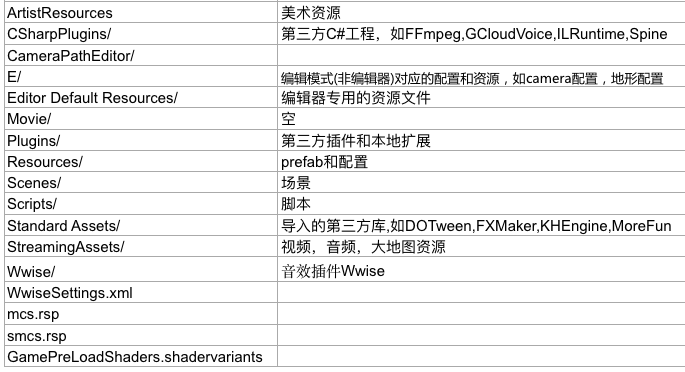 ArtistResources 美术资源
CSharpPlugins/ 第三方C#工程，如FFmpeg,GCloudVoice,ILRuntime,Spine
CameraPathEditor/
E/ 编辑模式(非编辑器)对应的配置和资源，如camera配置，地形配置
Editor Default Resources/ 编辑器专用的资源文件
Movie/ 空
Plugins/ 第三方插件和本地扩展
Resources/ prefab和配置
Scenes/ 场景
Scripts/ 脚本
Standard Assets/ 导入的第三方库,如DOTween,FXMaker,KHEngine,MoreFun
StreamingAssets/ 视频，音频，大地图资源
Wwise/ 音效插件Wwise
WwiseSettings.xml
mcs.rsp
smcs.rsp
GamePreLoadShaders.shadervariants